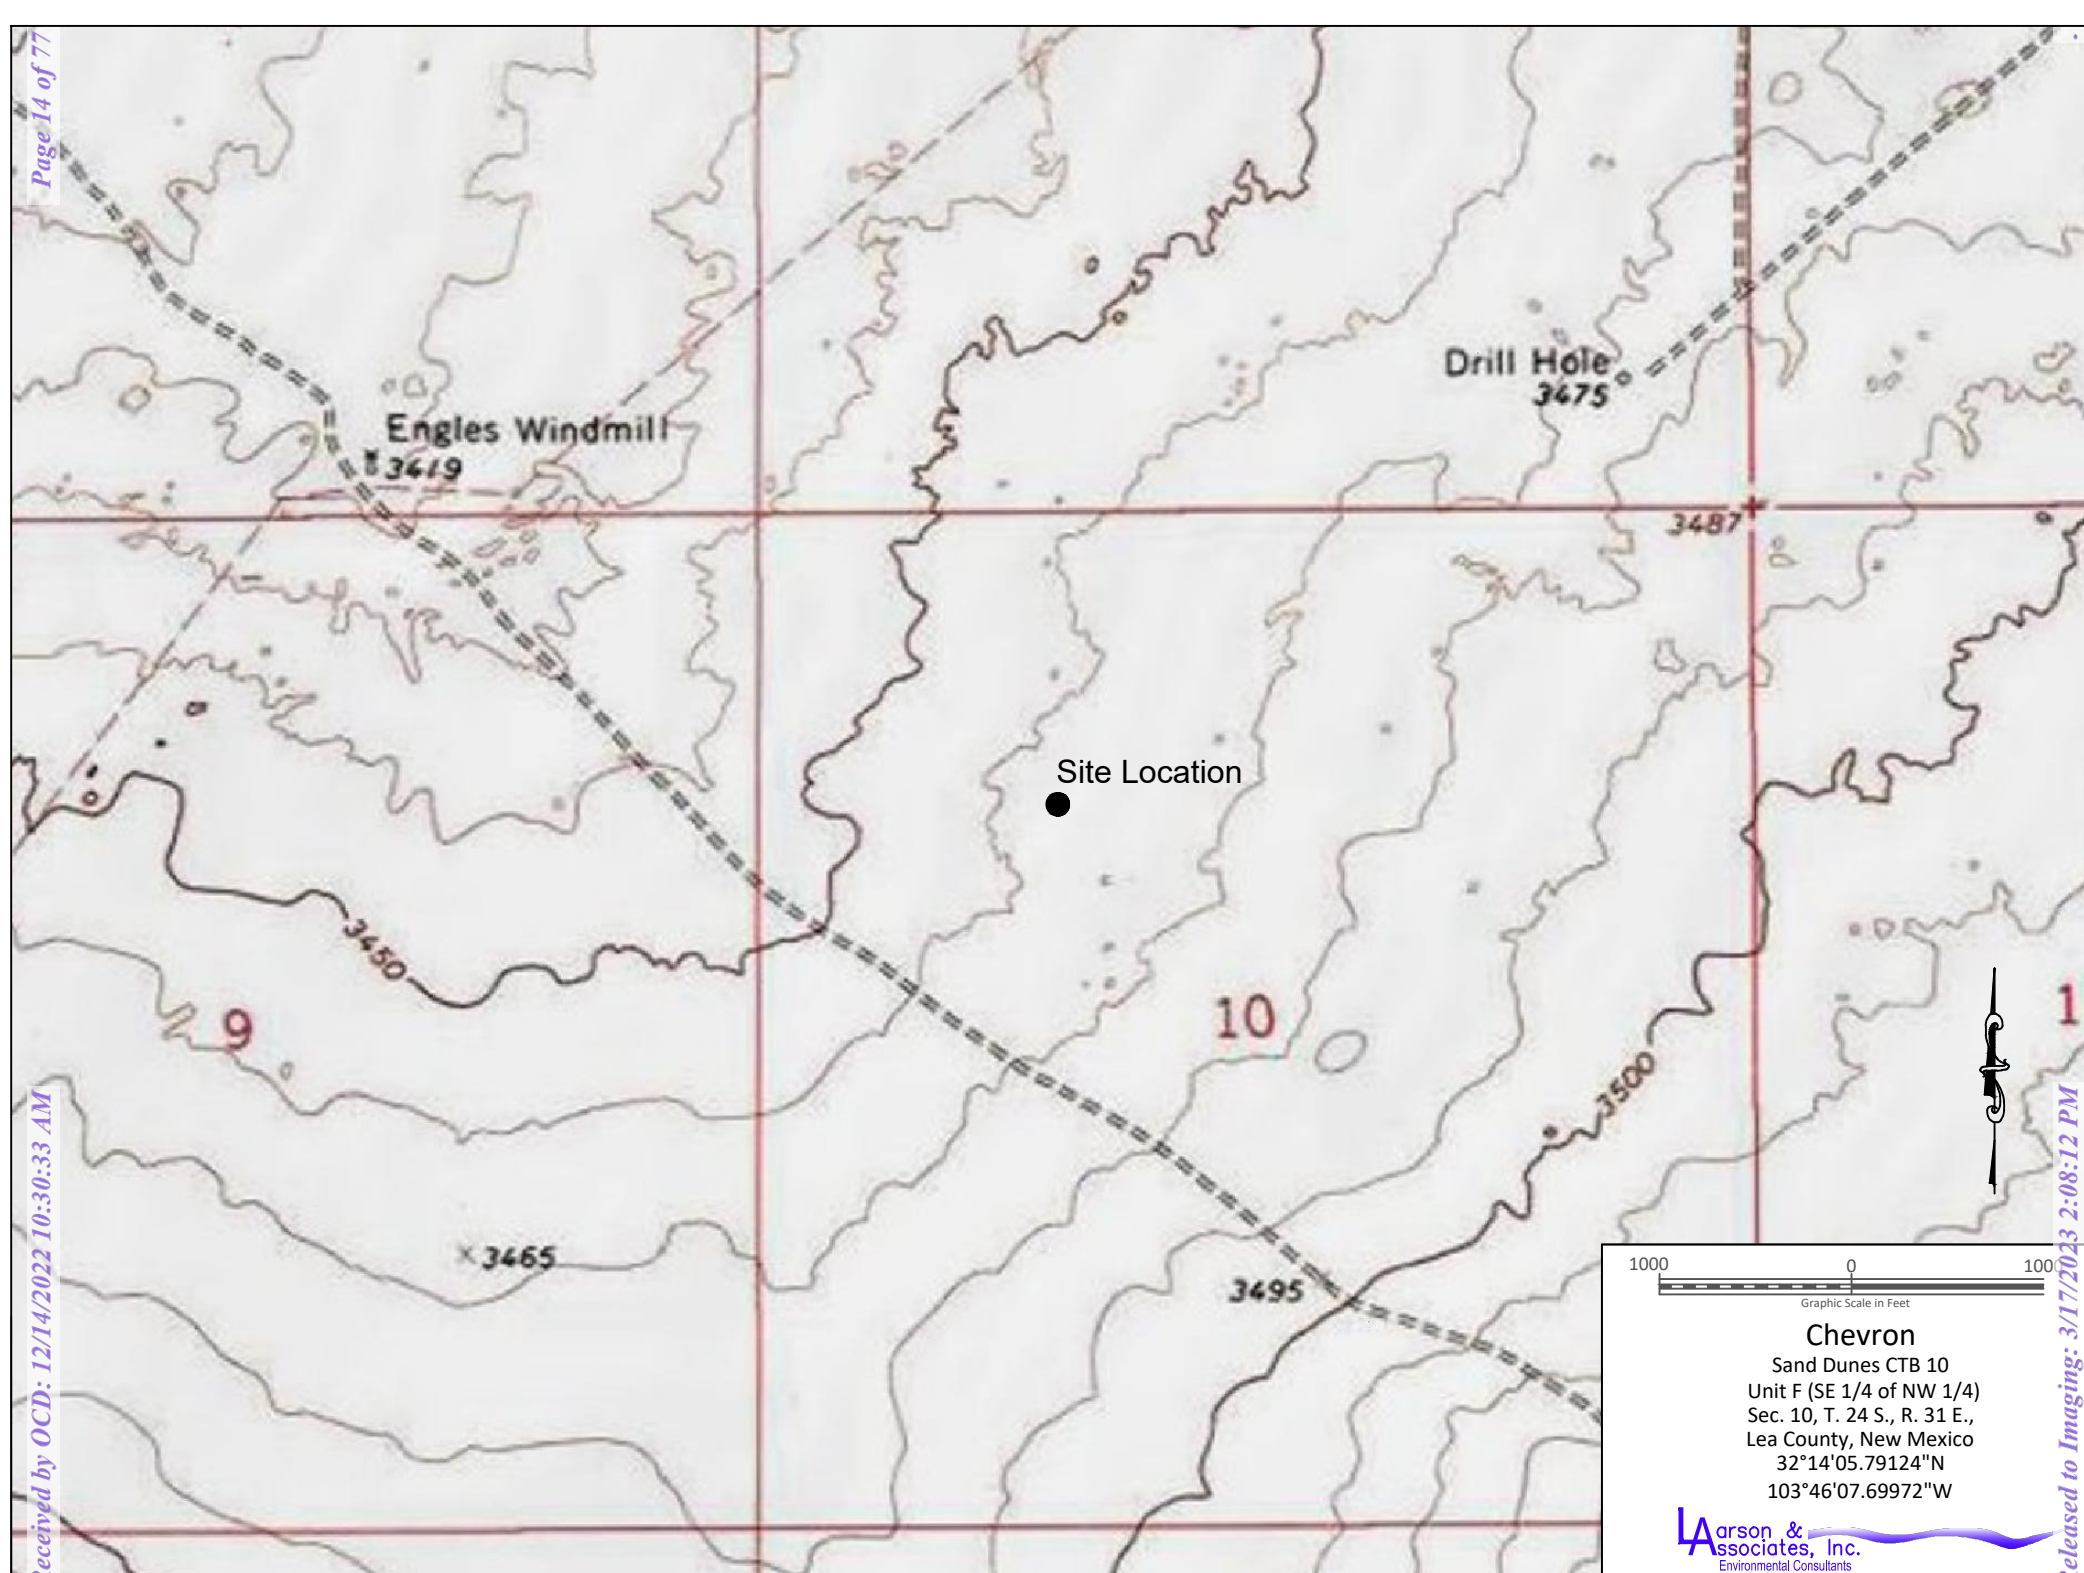 Page 14 of 77
Engles Windmill
3419
Drill Hole
3475
3487
Site Location
3450
9
10
1
3500
3465
3495
1000 0 1000
Graphic Scale in Feet
Chevron
Sand Dunes CTB 10
Unit F (SE 1/4 of NW 1/4)
Sec. 10, T. 24 S., R. 31 E.,
Lea County, New Mexico
32°14'05.79124"N
103°46'07.69972"W
Larson &
Associates, Inc.
Environmental Consultants
Received by OCD: 12/14/2022 10:30:33 AM
Released to Imaging: 3/17/2023 2:08:12 PM